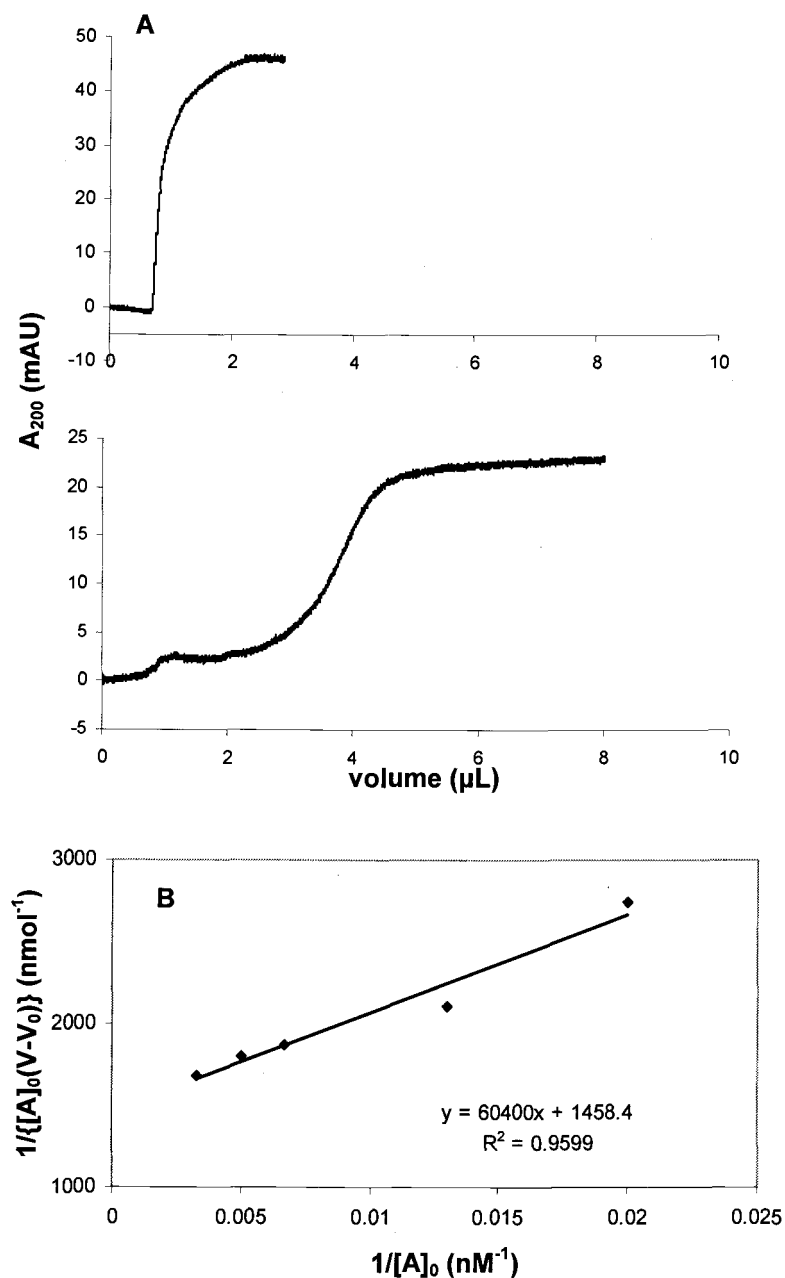 A
50
40
30
20
10
0
-10
0 2 4 6 8 10
A₂₀₀ (mAU)
25
20
15
10
5
0
-5
0 2 4 6 8 10
volume (µL)
B
3000
2000
1000
1/{[A]₀(V-V₀)} (nmol⁻¹)
y = 60400x + 1458.4
R² = 0.9599
0 0.005 0.01 0.015 0.02 0.025
1/[A]₀ (nM⁻¹)